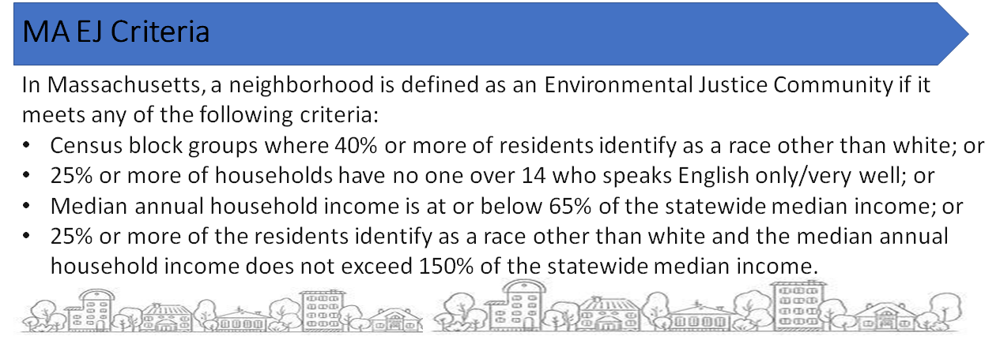 MA EJ Criteria
In Massachusetts, a neighborhood is defined as an Environmental Justice Community if it
meets any of the following criteria:
• Census block groups where 40% or more of residents identify as a race other than white; or
• 25% or more of households have no one over 14 who speaks English only/very well; or
• Median annual household income is at or below 65% of the statewide median income; or
• 25% or more of the residents identify as a race other than white and the median annual
household income does not exceed 150% of the statewide median income.